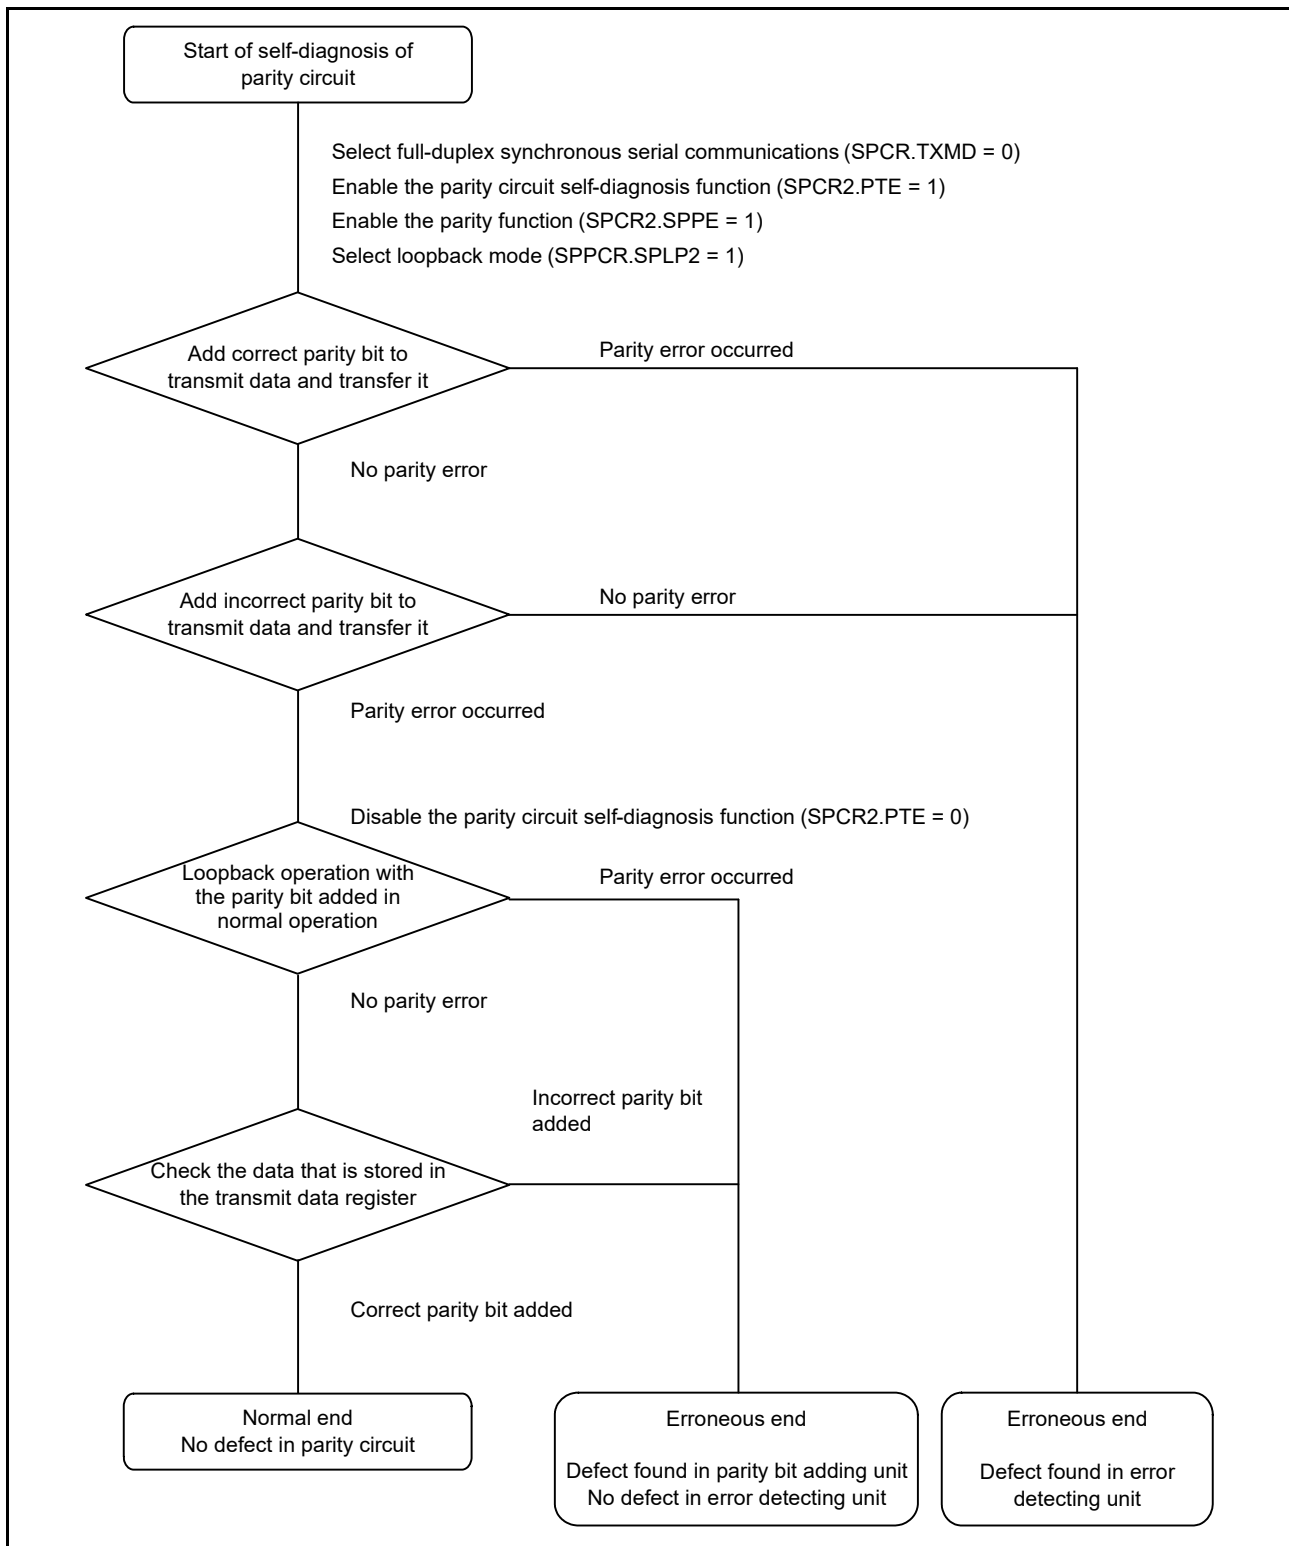 Start of self-diagnosis of
parity circuit
Select full-duplex synchronous serial communications (SPCR.TXMD = 0)
Enable the parity circuit self-diagnosis function (SPCR2.PTE = 1)
Enable the parity function (SPCR2.SPPE = 1)
Select loopback mode (SPPCR.SPLP2 = 1)
Add correct parity bit to
transmit data and transfer it
Parity error occurred
No parity error
Add incorrect parity bit to
transmit data and transfer it
No parity error
Parity error occurred
Disable the parity circuit self-diagnosis function (SPCR2.PTE = 0)
Loopback operation with
the parity bit added in
normal operation
Parity error occurred
No parity error
Incorrect parity bit
added
Check the data that is stored in
the transmit data register
Correct parity bit added
Normal end
No defect in parity circuit
Erroneous end
Defect found in parity bit adding unit
No defect in error detecting unit
Erroneous end
Defect found in error
detecting unit